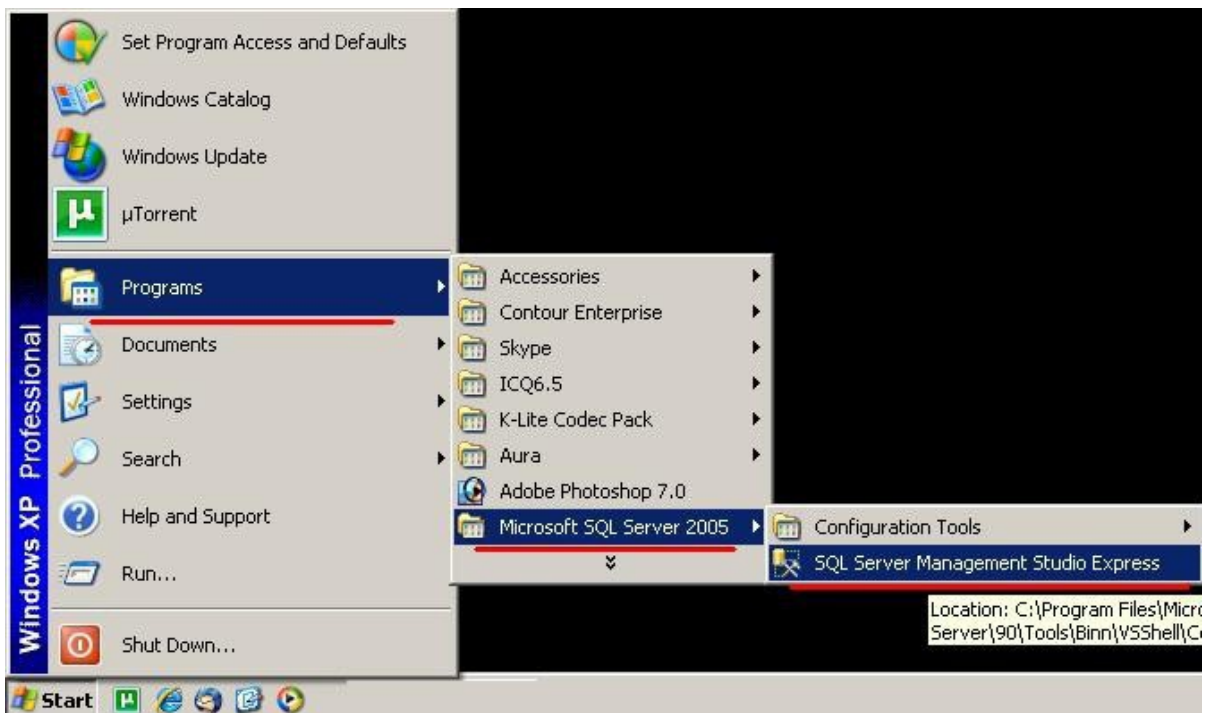 Set Program Access and Defaults
Windows Catalog
Windows Update
µTorrent
Programs
Documents
Settings
Search
Help and Support
Run...
Shut Down...
Windows XP Professional
Accessories
Contour Enterprise
Skype
ICQ6.5
K-Lite Codec Pack
Aura
Adobe Photoshop 7.0
Microsoft SQL Server 2005
Configuration Tools
SQL Server Management Studio Express
Location: C:\Program Files\Micro
Server\90\Tools\Binn\VSShell\C
Start